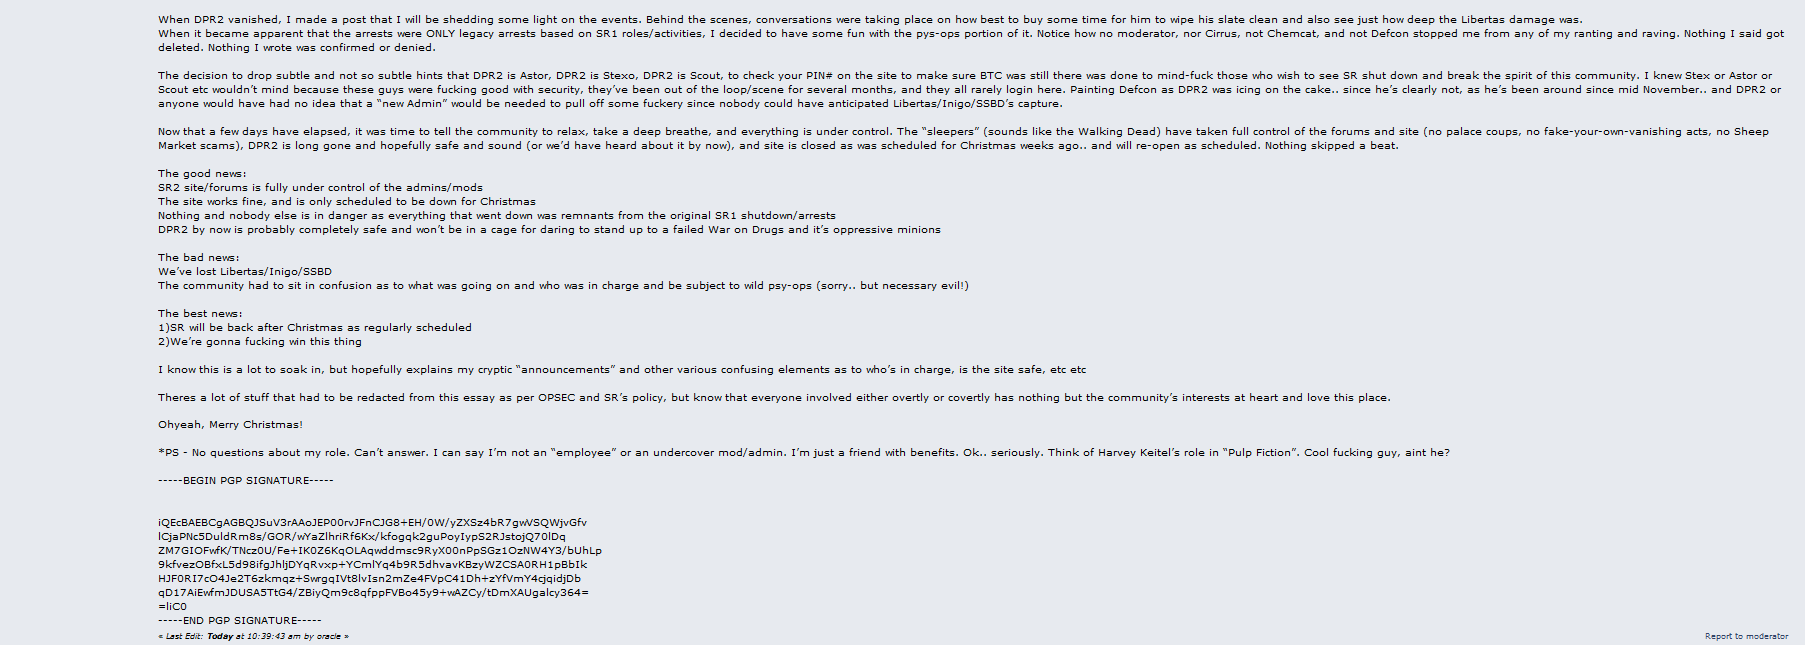 When DPR2 vanished, I made a post that I will be shedding some light on the events. Behind the scenes, conversations were taking place on how best to buy some time for him to wipe his slate clean and also see just how deep the Libertas damage was.
When it became apparent that the arrests were ONLY legacy arrests based on SR1 roles/activities, I decided to have some fun with the pys-ops portion of it. Notice how no moderator, nor Cirrus, not Chemcat, and not Defcon stopped me from any of my ranting and raving. Nothing I said got
deleted. Nothing I wrote was confirmed or denied.
The decision to drop subtle and not so subtle hints that DPR2 is Astor, DPR2 is Stexo, DPR2 is Scout, to check your PIN# on the site to make sure BTC was still there was done to mind-fuck those who wish to see SR shut down and break the spirit of this community. I knew Stex or Astor or
Scout etc wouldn't mind because these guys were fucking good with security, they've been out of the loop/scene for several months, and they all rarely login here. Painting Defcon as DPR2 was icing on the cake.. since he's clearly not, as he's been around since mid November.. and DPR2 or
anyone would have had no idea that a "new Admin" would be needed to pull off some fuckery since nobody could have anticipated Libertas/Inigo/SSBD's capture.
Now that a few days have elapsed, it was time to tell the community to relax, take a deep breathe, and everything is under control. The "sleepers" (sounds like the Walking Dead) have taken full control of the forums and site (no palace coups, no fake-your-own-vanishing acts, no Sheep
Market scams), DPR2 is long gone and hopefully safe and sound (or we'd have heard about it by now), and site is closed as was scheduled for Christmas weeks ago.. and will re-open as scheduled. Nothing skipped a beat.
The good news:
SR2 site/forums is fully under control of the admins/mods
The site works fine, and is only scheduled to be down for Christmas
Nothing and nobody else is in danger as everything that went down was remnants from the original SR1 shutdown/arrests
DPR2 by now is probably completely safe and won't be in a cage for daring to stand up to a failed War on Drugs and it's oppressive minions
The bad news:
We've lost Libertas/Inigo/SSBD
The community had to sit in confusion as to what was going on and who was in charge and be subject to wild psy-ops (sorry.. but necessary evil!)
The best news:
1)SR will be back after Christmas as regularly scheduled
2)We're gonna fucking win this thing
I know this is a lot to soak in, but hopefully explains my cryptic "announcements" and other various confusing elements as to who's in charge, is the site safe, etc etc
Theres a lot of stuff that had to be redacted from this essay as per OPSEC and SR's policy, but know that everyone involved either overtly or covertly has nothing but the community's interests at heart and love this place.
Ohyeah, Merry Christmas!
*PS - No questions about my role. Can't answer. I can say I'm not an "employee" or an undercover mod/admin. I'm just a friend with benefits. Ok.. seriously. Think of Harvey Keitel's role in "Pulp Fiction". Cool fucking guy, aint he?
-----BEGIN PGP SIGNATURE-----
iQEcBAEBCgAGBQJSuV3rAAoJEP00rvJFnCJG8+EH/0W/yZXSz4bR7gwVSQWjvGfv
lCjaPNc5DuldRm8s/GOR/wYaZlhriRf6Kx/kfogqk2guPoyIypS2RJstojQ70lDq
ZM7GIOFwfK/TNcz0U/Fe+IK0Z6KqOLAqwddmsc9RyX00nPpSGz1OzNW4Y3/bUhLp
9kfvezOBfxL5d98ifgJhljDYqRvxp+YCmlYq4b9R5dhvavKBzyWZCSA0RH1pBbIk
HJF0RI7cO4Je2T6zkmqz+SwrgqIVt8lvIsn2mZe4FVpC41Dh+zYfVmY4cjqidjDb
qD17AiEwfmJDUSA5TtG4/ZBiyQm9c8qfppFVBo45y9+wAZCy/tDmXAUgalcy364=
=liC0
-----END PGP SIGNATURE-----
« Last Edit: Today at 10:39:43 am by oracle »
Report to moderator